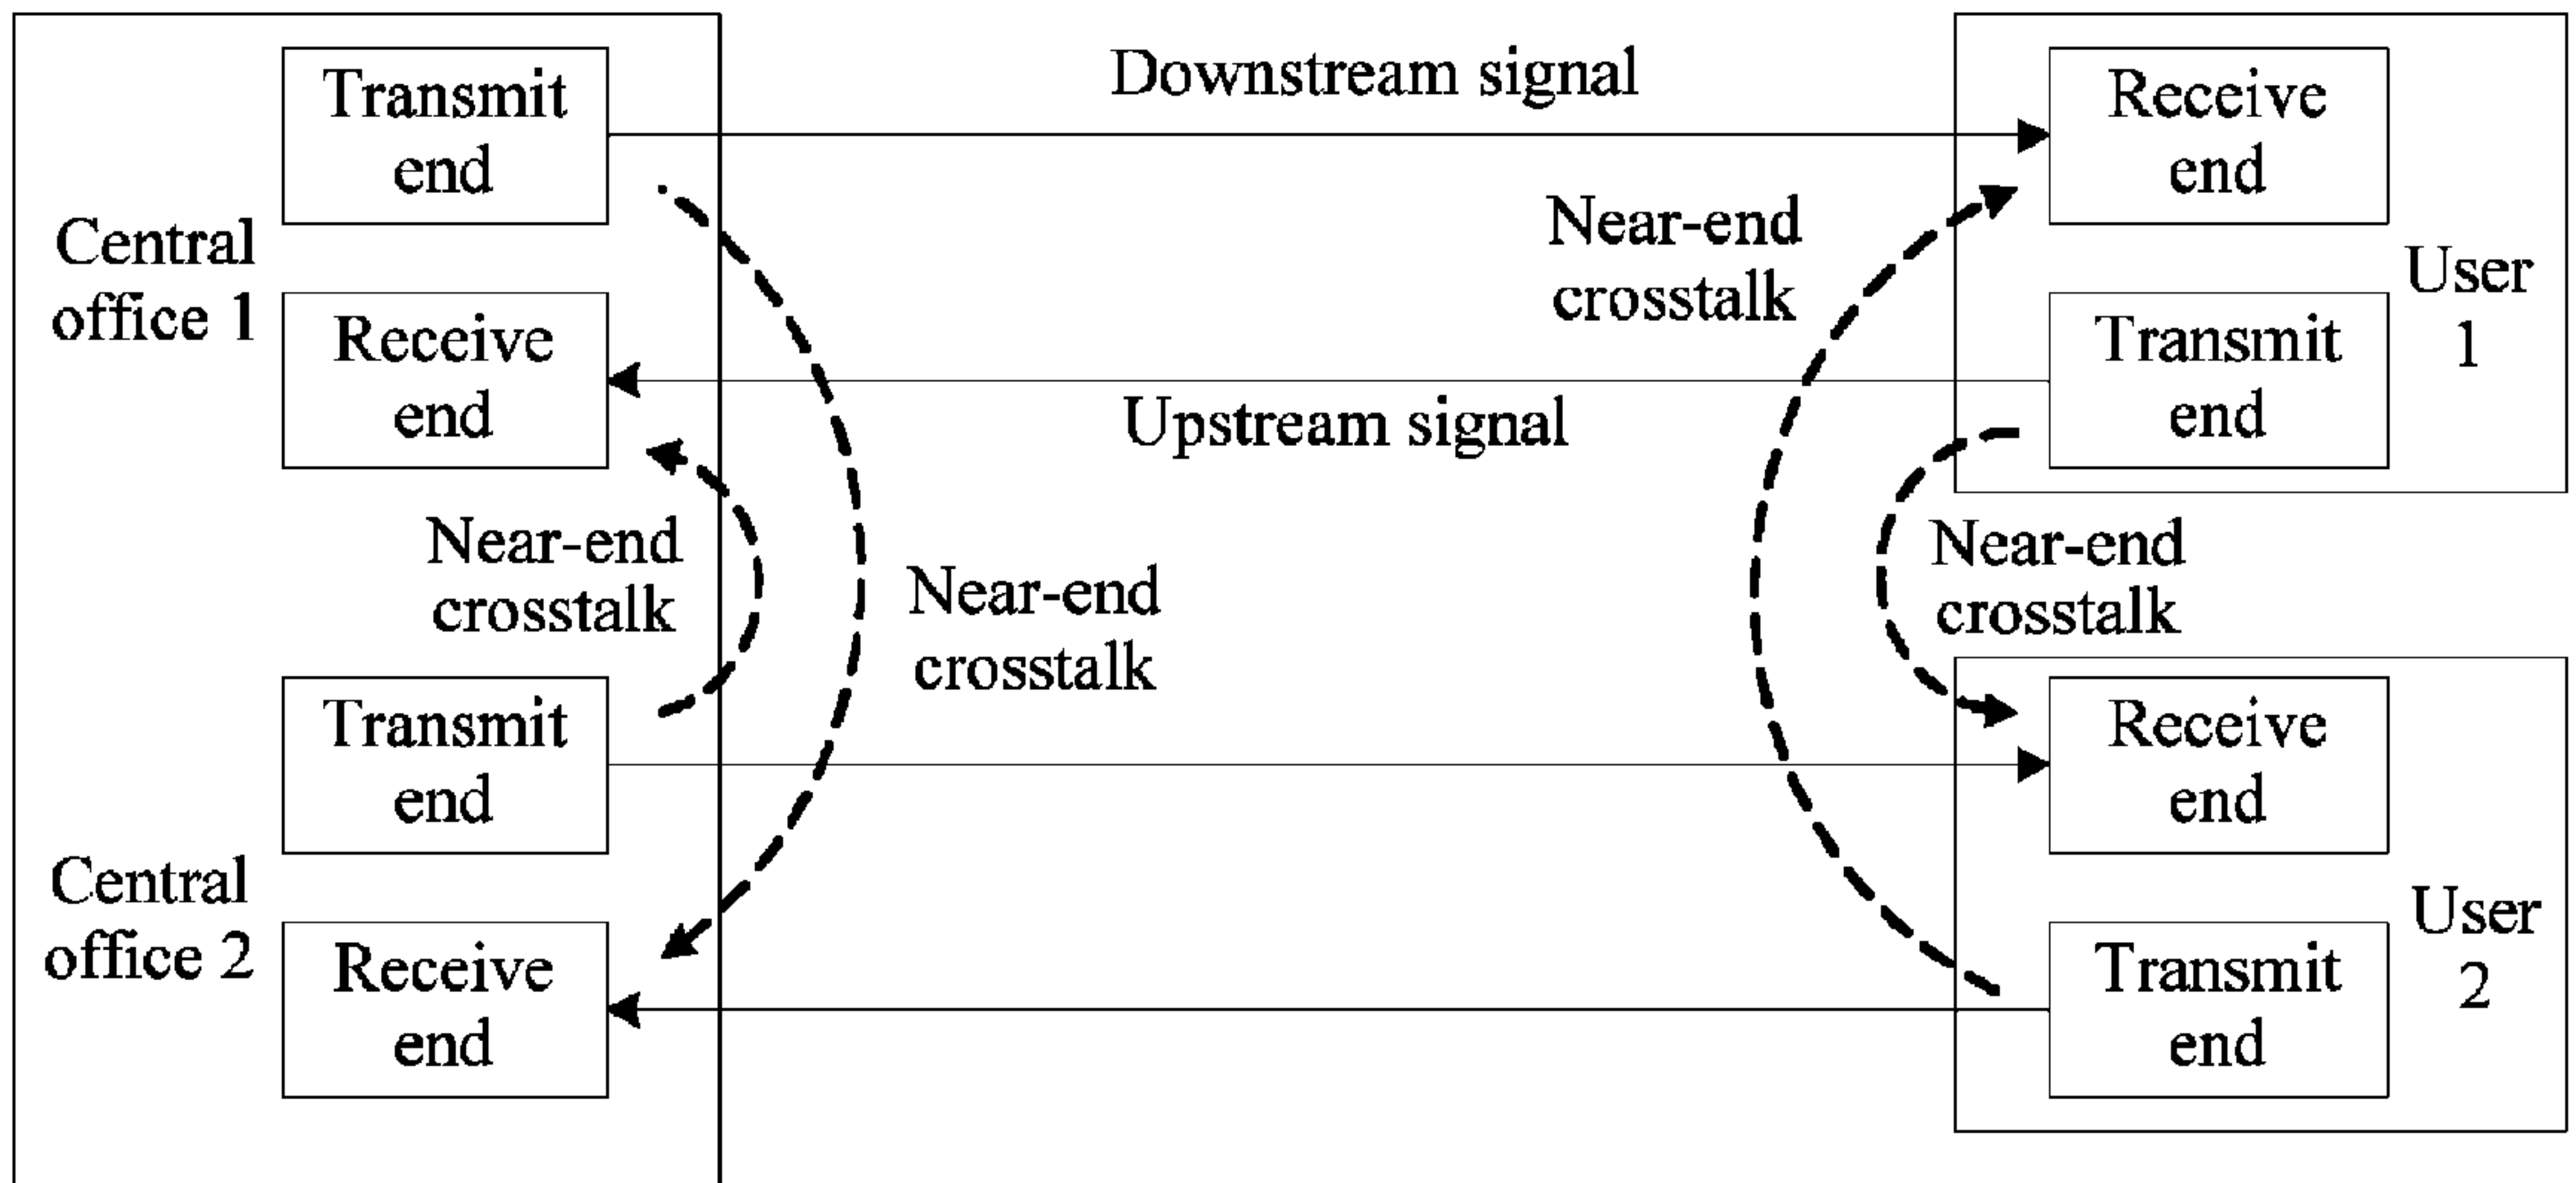 Transmit
end
Central
office 1
Receive
end
Near-end
crosstalk
Near-end
crosstalk
Transmit
end
Central
office 2
Receive
end
Downstream signal
Upstream signal
Near-end
crosstalk
Receive
end
User
1
Transmit
end
Near-end
crosstalk
Receive
end
User
2
Transmit
end